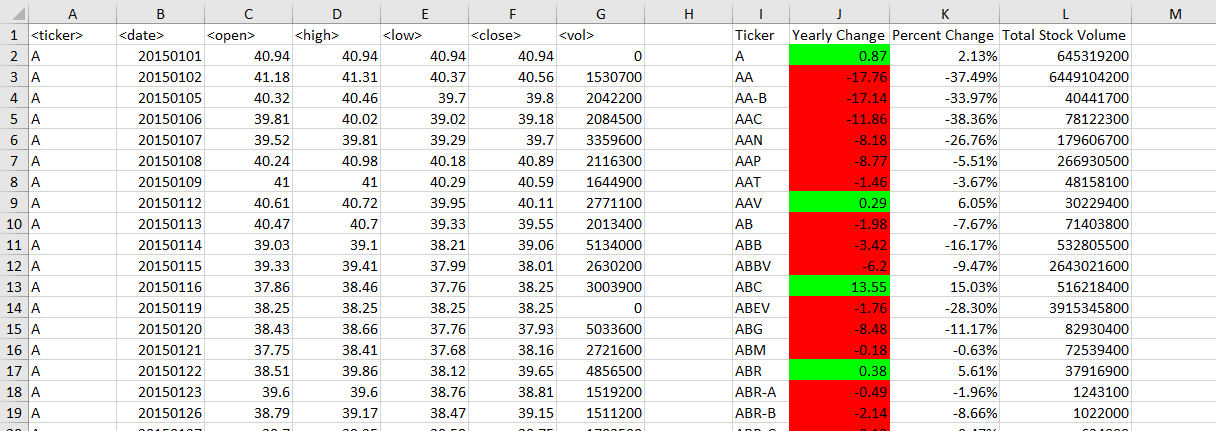 A B C D E F G H I J K L M
1 <ticker> <date> <open> <high> <low> <close> <vol> Ticker Yearly Change Percent Change Total Stock Volume
2 A 20150101 40.94 40.94 40.94 40.94 0 A 0.87 2.13% 645319200
3 A 20150102 41.18 41.31 40.37 40.56 1530700 AA -17.76 -37.49% 6449104200
4 A 20150105 40.32 40.46 39.7 39.8 2042200 AA-B -17.14 -33.97% 40441700
5 A 20150106 39.81 40.02 39.02 39.18 2084500 AAC -11.86 -38.36% 78122300
6 A 20150107 39.52 39.81 39.29 39.7 3359600 AAN -8.18 -26.76% 179606700
7 A 20150108 40.24 40.98 40.18 40.89 2116300 AAP -8.77 -5.51% 266930500
8 A 20150109 41 41 40.29 40.59 1644900 AAT -1.46 -3.67% 48158100
9 A 20150112 40.61 40.72 39.95 40.11 2771100 AAV 0.29 6.05% 30229400
10 A 20150113 40.47 40.7 39.33 39.55 2013400 AB -1.98 -7.67% 71403800
11 A 20150114 39.03 39.1 38.21 39.06 5134000 ABB -3.42 -16.17% 532805500
12 A 20150115 39.33 39.41 37.99 38.01 2630200 ABBV -6.2 -9.47% 2643021600
13 A 20150116 37.86 38.46 37.76 38.25 3003900 ABC 13.55 15.03% 516218400
14 A 20150119 38.25 38.25 38.25 38.25 0 ABEV -1.76 -28.30% 3915345800
15 A 20150120 38.43 38.66 37.76 37.93 5033600 ABG -8.48 -11.17% 82930400
16 A 20150121 37.75 38.41 37.68 38.16 2721600 ABM -0.18 -0.63% 72539400
17 A 20150122 38.51 39.86 38.12 39.65 4856500 ABR 0.38 5.61% 37916900
18 A 20150123 39.6 39.6 38.76 38.81 1519200 ABR-A -0.49 -1.96% 1243100
19 A 20150126 38.79 39.17 38.47 39.15 1511200 ABR-B -2.14 -8.66% 1022000